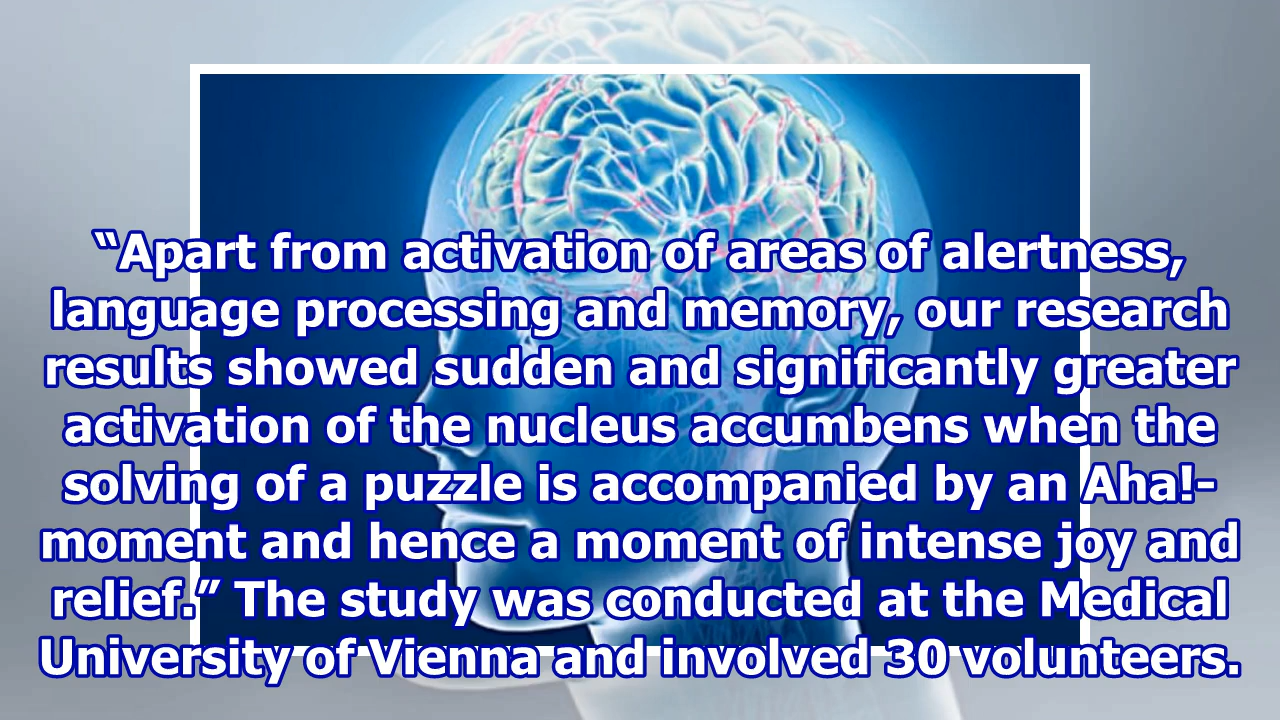 “Apart from activation of areas of alertness,
language processing and memory, our research
results showed sudden and significantly greater
activation of the nucleus accumbens when the
solving of a puzzle is accompanied by an Aha!-
moment and hence a moment of intense joy and
relief.” The study was conducted at the Medical
University of Vienna and involved 30 volunteers.